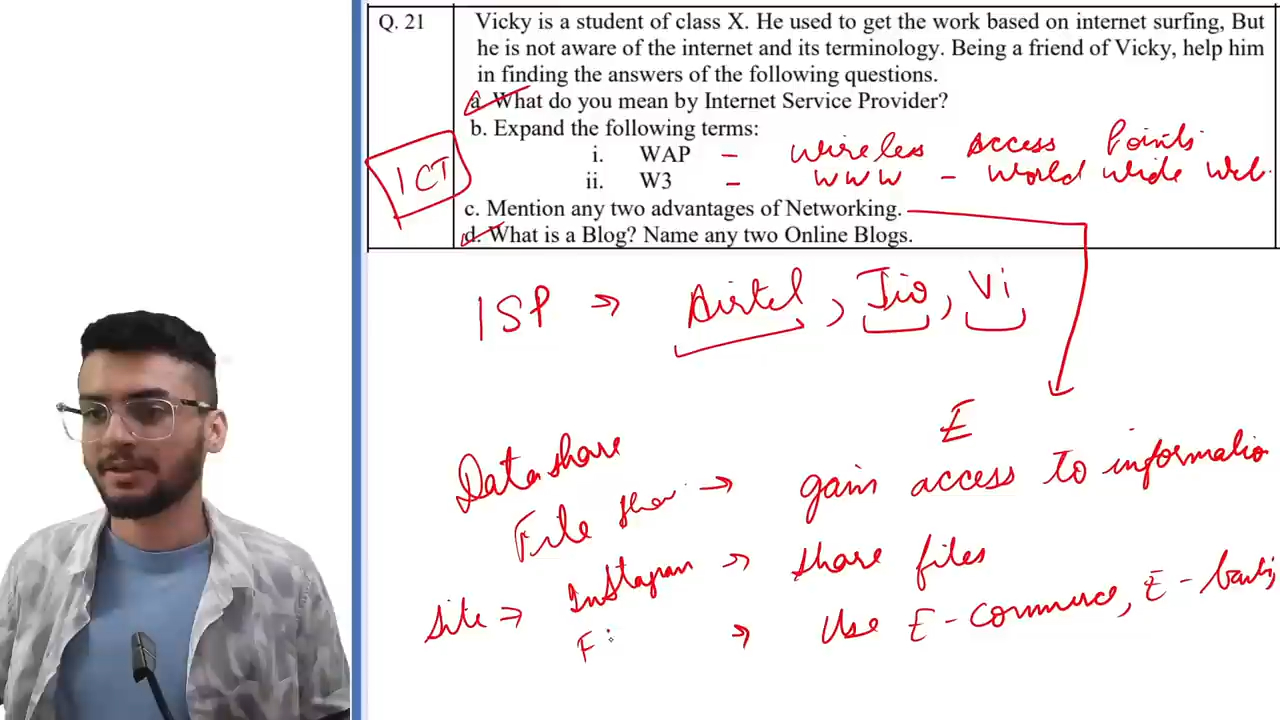 Q. 21 Vicky is a student of class X. He used to get the work based on internet surfing, But
he is not aware of the internet and its terminology. Being a friend of Vicky, help him
in finding the answers of the following questions.
a. What do you mean by Internet Service Provider?
b. Expand the following terms:
i. WAP - Wireless Access Points
ii. W3 - WWW - World Wide Web.
ICT
c. Mention any two advantages of Networking.
d. What is a Blog? Name any two Online Blogs.
ISP → Airtel, Jio, Vi
E
Data share
File → gain access to information
Instagram → share files
Site → F → Use E-commerce, E-